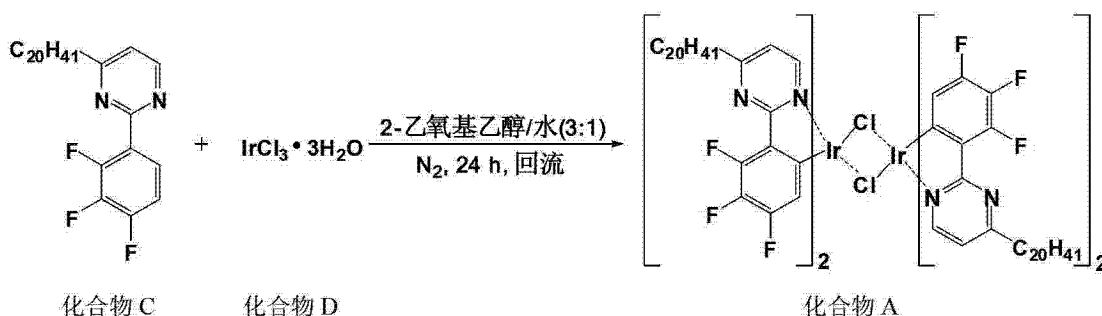 C₂₀H₄₁
N N
F
F
F
+
IrCl₃ • 3H₂O
2-乙氧基乙醇/水(3:1)
N₂, 24 h, 回流
C₂₀H₄₁
N N
F
F
F
2
Ir
Cl
Cl
Ir
F
F
F
N N
C₂₀H₄₁
2
化合物 C
化合物 D
化合物 A